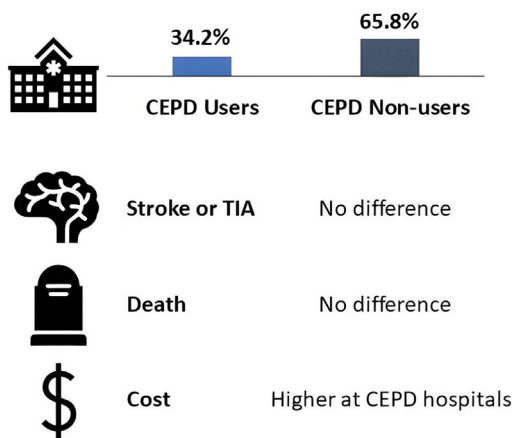 34.2% 65.8%
CEPD Users CEPD Non-users
Stroke or TIA No difference
Death No difference
$ Cost Higher at CEPD hospitals